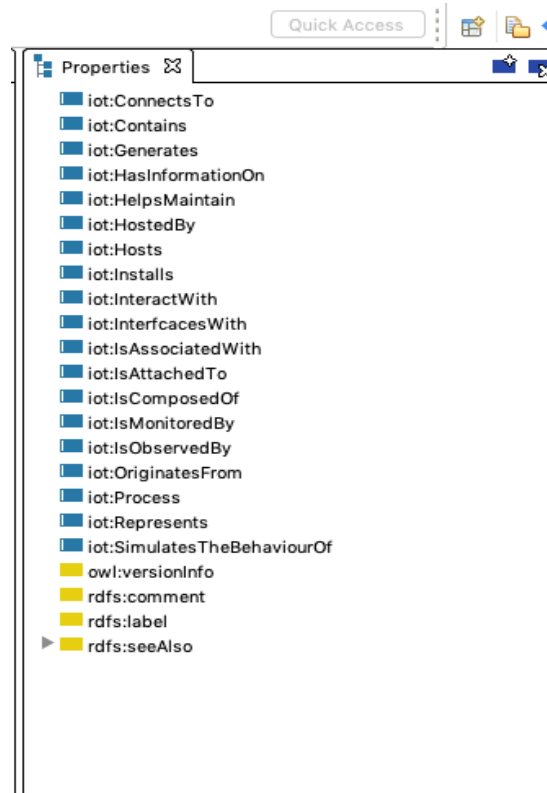 Quick Access
Properties
iot:ConnectsTo
iot:Contains
iot:Generates
iot:HasInformationOn
iot:HelpsMaintain
iot:HostedBy
iot:Hosts
iot:Installs
iot:InteractWith
iot:InterfcacesWith
iot:IsAssociatedWith
iot:IsAttachedTo
iot:IsComposedOf
iot:IsMonitoredBy
iot:IsObservedBy
iot:OriginatesFrom
iot:Process
iot:Represents
iot:SimulatesTheBehaviourOf
owl:versionInfo
rdfs:comment
rdfs:label
rdfs:seeAlso